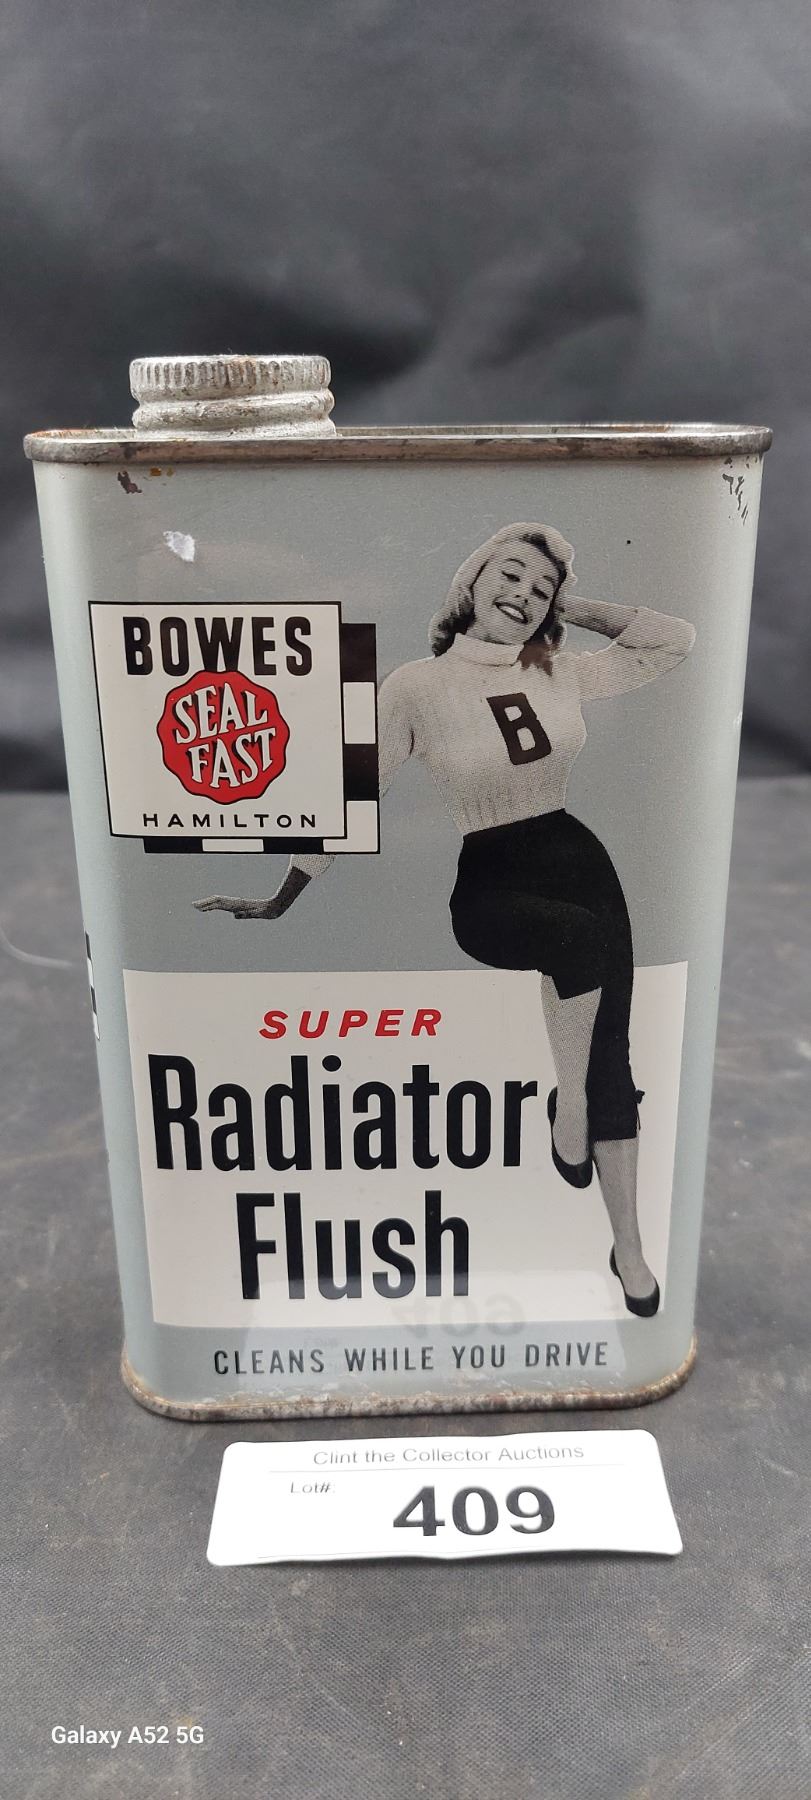 BOWES
SEAL
FAST
HAMILTON
B
SUPER
Radiator
Flush
CLEANS WHILE YOU DRIVE
Clint the Collector Auctions
Lot#:
409
Galaxy A52 5G